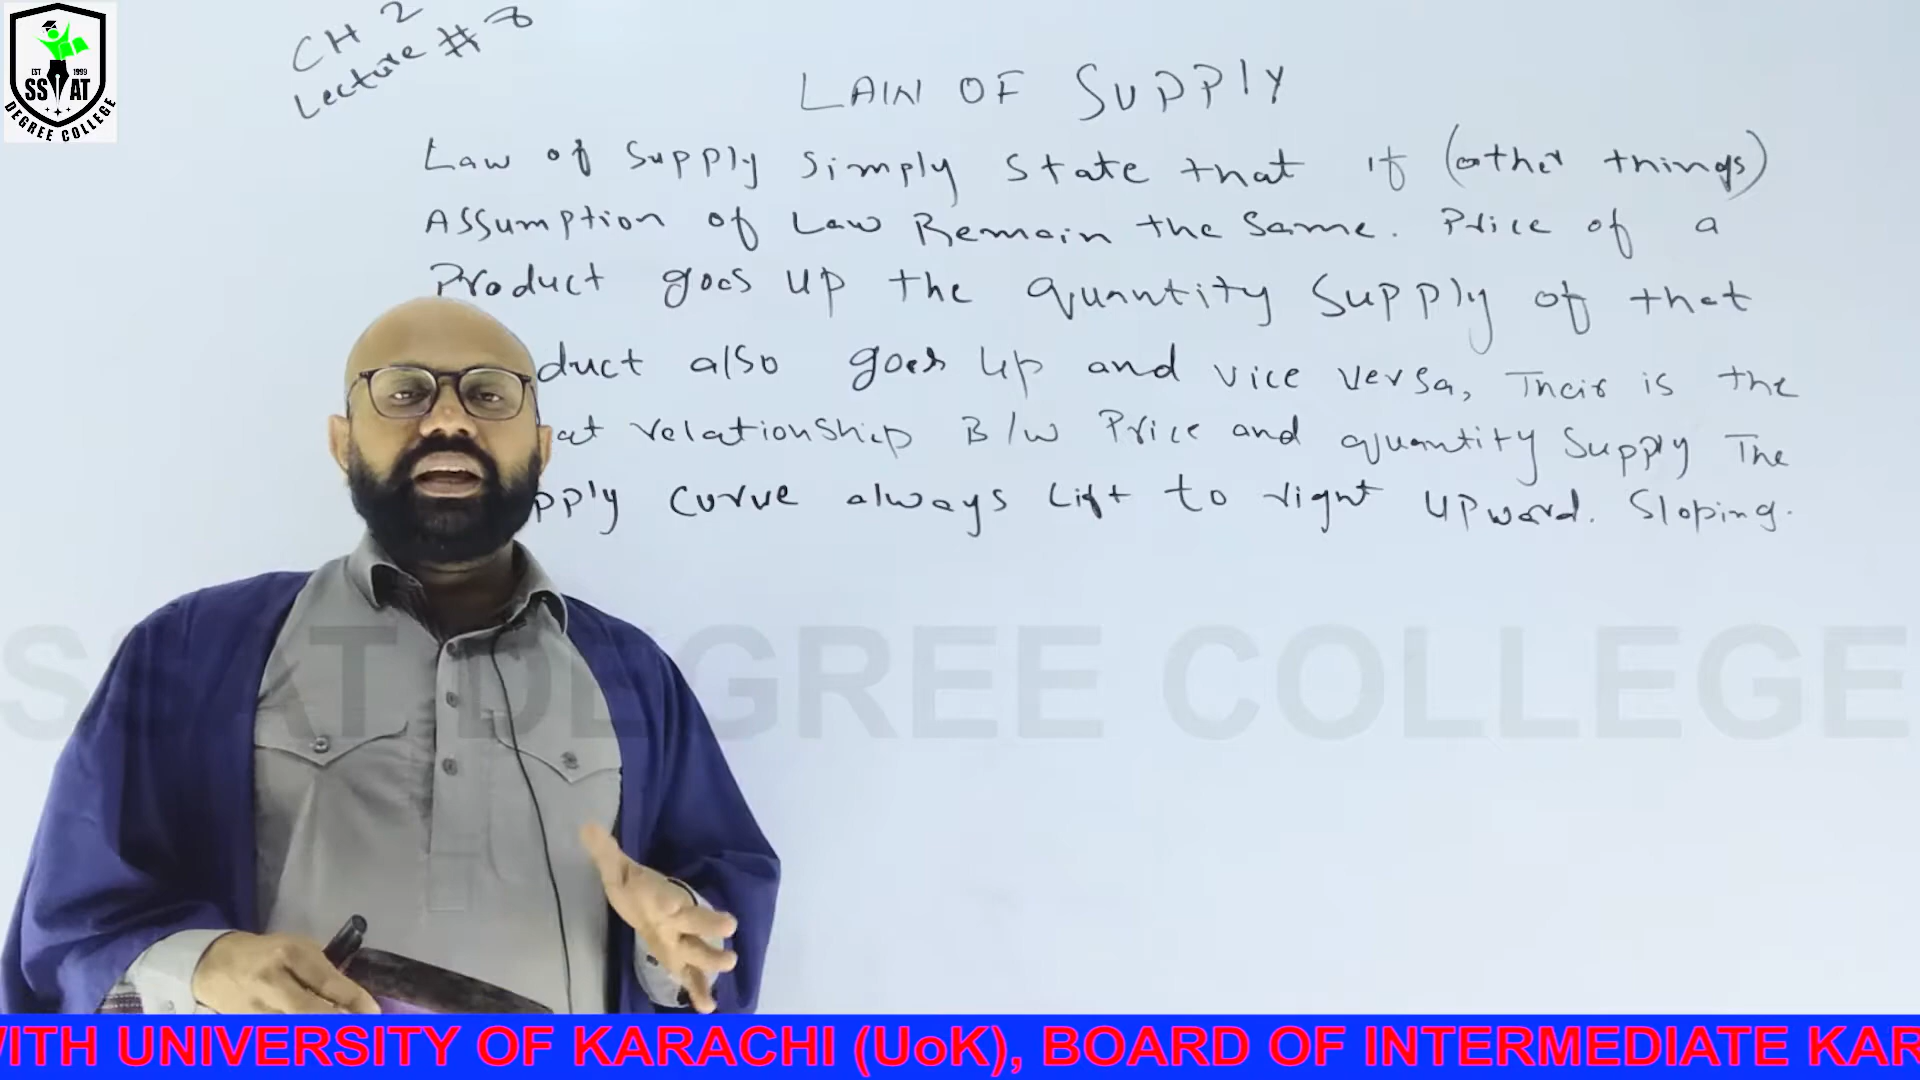 CH 2
Lecture # 8
LAW OF SUPPLY
Law of Supply Simply State that if (other things)
Assumption of Law Remain the Same. Price of a
Product goes up the quantity Supply of that
duct also goes up and vice versa, Their is the
at relationship B/w Price and quantity Supply The
pply curve always Lift to right upward. Sloping.
EST 1999
SSAT
DEGREE COLLEGE
SSAT DEGREE COLLEGE
WITH UNIVERSITY OF KARACHI (UoK), BOARD OF INTERMEDIATE KAR